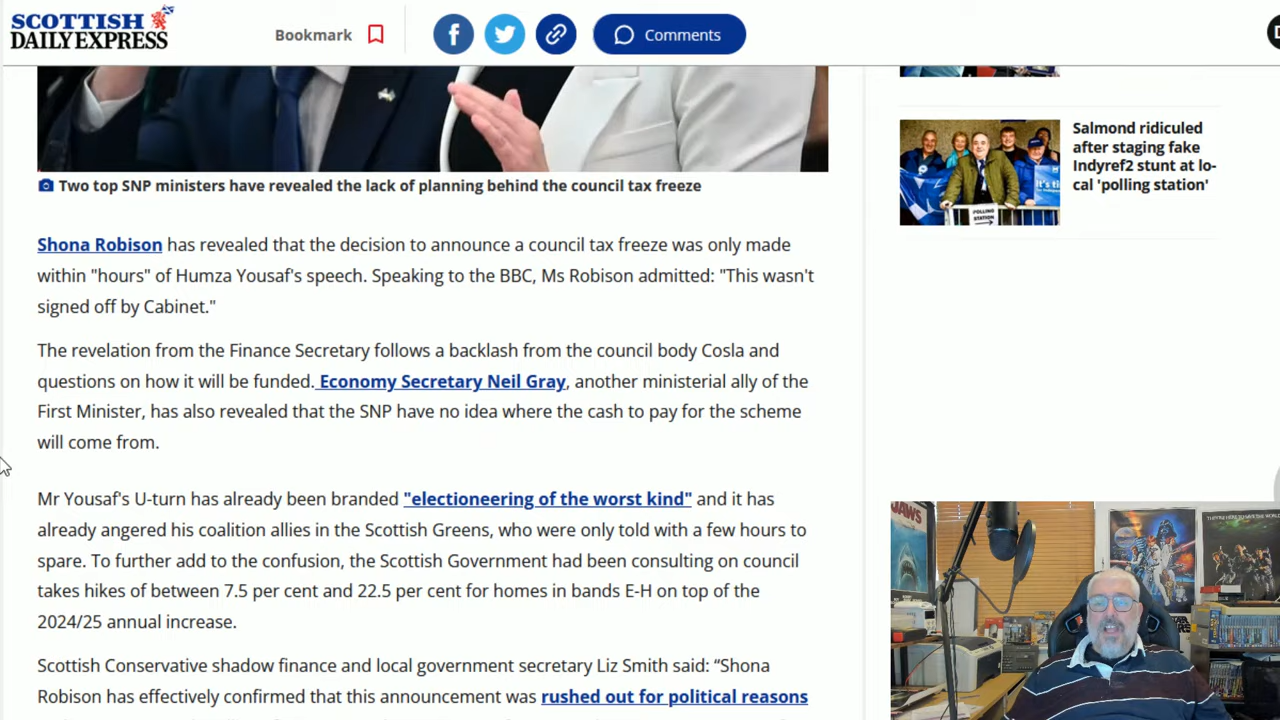 SCOTTISH
DAILY EXPRESS
Bookmark
Comments
Two top SNP ministers have revealed the lack of planning behind the council tax freeze
Shona Robison has revealed that the decision to announce a council tax freeze was only made
within "hours" of Humza Yousaf's speech. Speaking to the BBC, Ms Robison admitted: "This wasn't
signed off by Cabinet."
The revelation from the Finance Secretary follows a backlash from the council body Cosla and
questions on how it will be funded. Economy Secretary Neil Gray, another ministerial ally of the
First Minister, has also revealed that the SNP have no idea where the cash to pay for the scheme
will come from.
Mr Yousaf's U-turn has already been branded "electioneering of the worst kind" and it has
already angered his coalition allies in the Scottish Greens, who were only told with a few hours to
spare. To further add to the confusion, the Scottish Government had been consulting on council
takes hikes of between 7.5 per cent and 22.5 per cent for homes in bands E-H on top of the
2024/25 annual increase.
Scottish Conservative shadow finance and local government secretary Liz Smith said: “Shona
Robison has effectively confirmed that this announcement was rushed out for political reasons
Salmond ridiculed
after staging fake
Indyref2 stunt at lo-
cal 'polling station'
It's ti
POLLING
STATION
JAWS
STAR